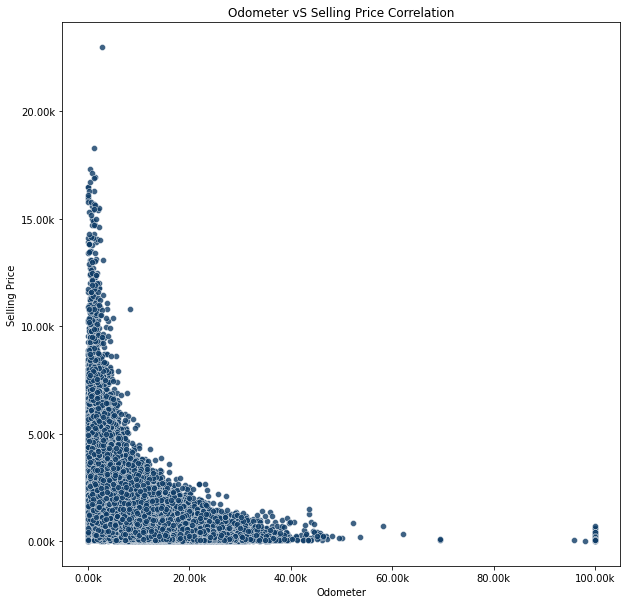 Odometer vS Selling Price Correlation
Selling Price
20.00k
15.00k
10.00k
5.00k
0.00k
0.00k 20.00k 40.00k 60.00k 80.00k 100.00k
Odometer